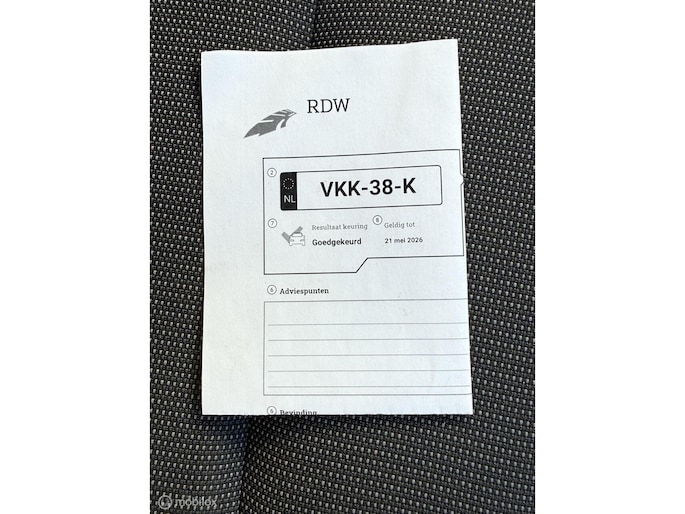 RDW
2
NL
VKK-38-K
7 Resultaat keuring 8 Geldig tot
Goedgekeurd 21 mei 2026
6 Adviespunten
6 Bevinding
mobilox